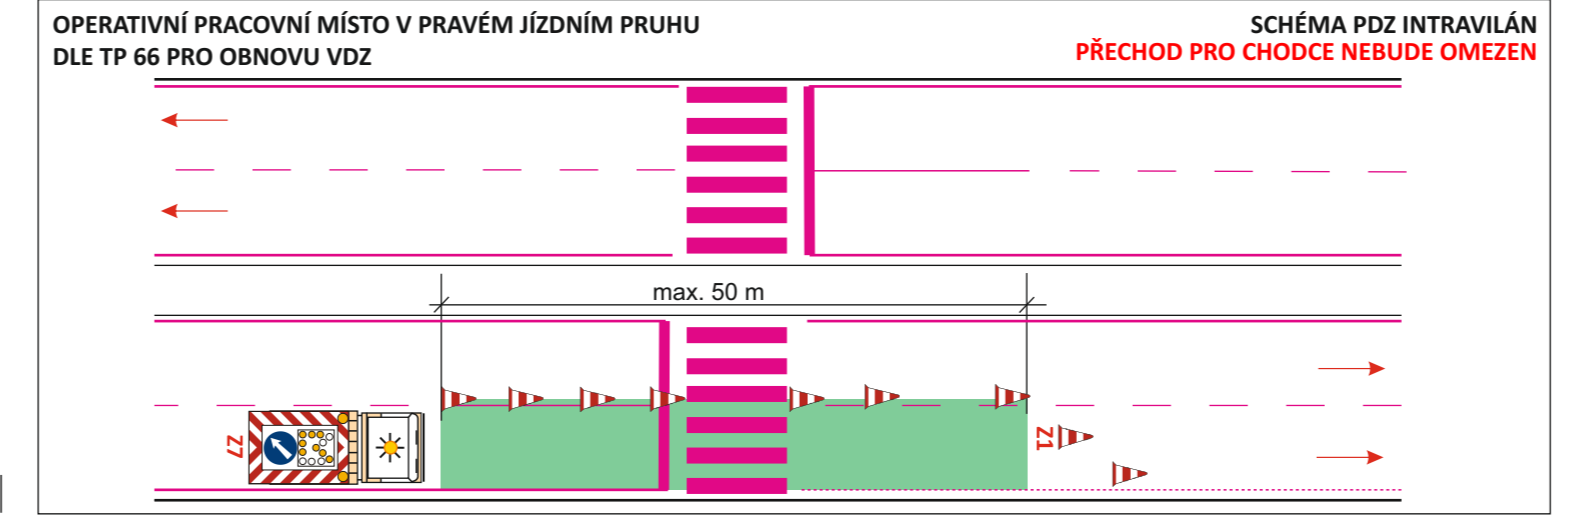 OPERATIVNÍ PRACOVNÍ MÍSTO V PRAVÉM JÍZDNÍM PRUHU
DLE TP 66 PRO OBNOVU VDZ
SCHÉMA PDZ INTRAVILÁN
PŘECHOD PRO CHODCE NEBUDE OMEZEN
max. 50 m
Z7
Z1